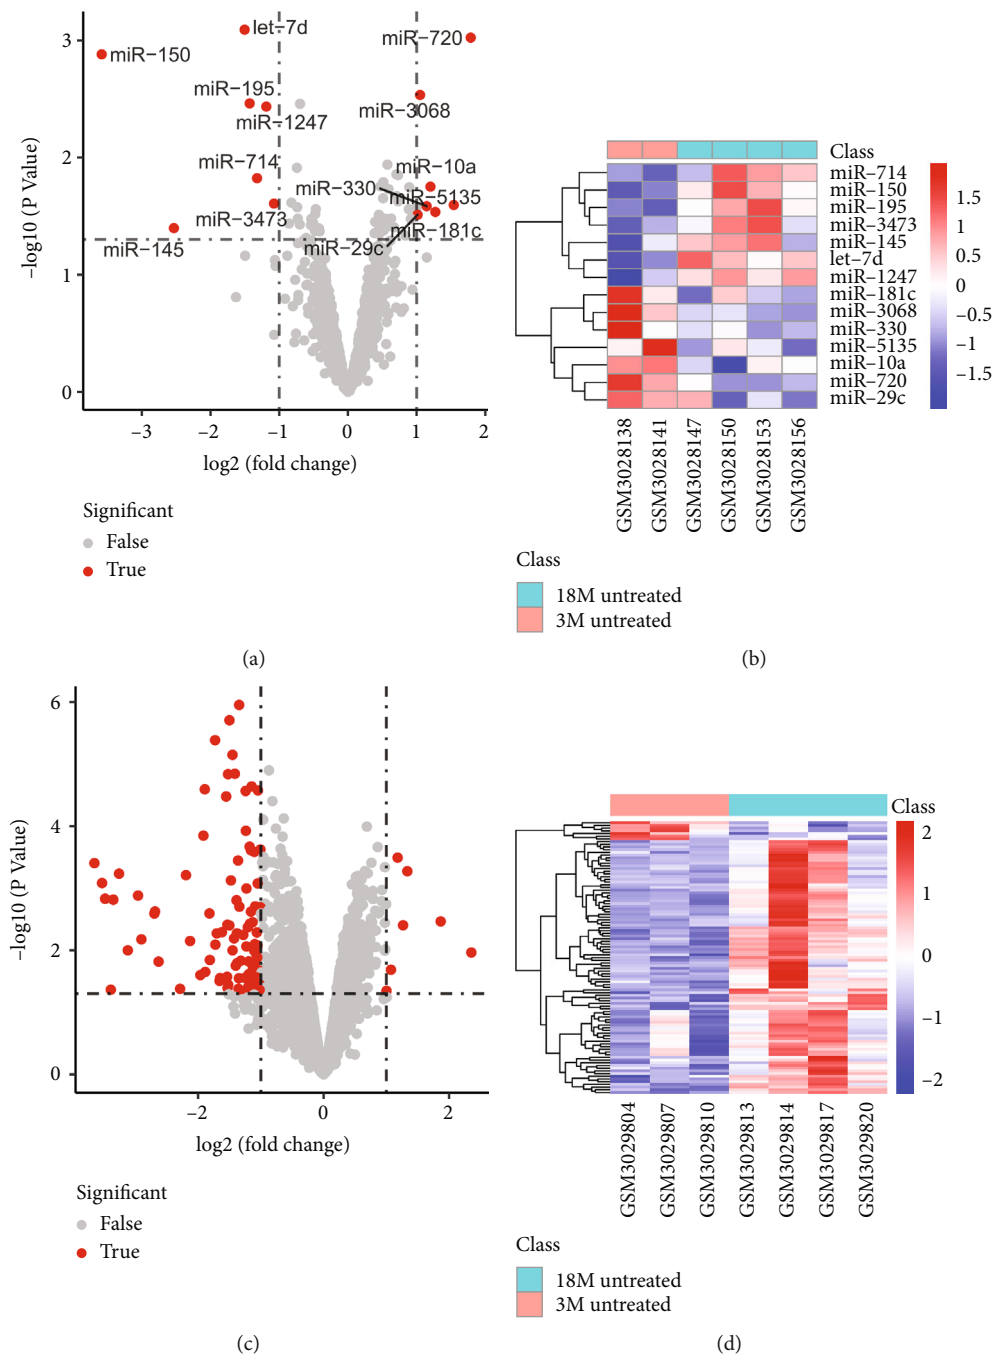 let−7d
miR−720
miR−150
miR−195
miR−3068
miR−1247
miR−714
miR−10a
miR−330
miR−5135
miR−3473
miR−181c
miR−145
miR−29c
3
2
1
0
−log10 (P Value)
−3
−2
−1
0
1
2
log2 (fold change)
Significant
False
True
(a)
Class
miR−714
miR−150
miR−195
miR−3473
miR−145
let−7d
miR−1247
miR−181c
miR−3068
miR−330
miR−5135
miR−10a
miR−720
miR−29c
1.5
1
0.5
0
−0.5
−1
−1.5
GSM3028138
GSM3028141
GSM3028147
GSM3028150
GSM3028153
GSM3028156
Class
18M untreated
3M untreated
(b)
6
4
2
0
−log10 (P Value)
−2
0
2
log2 (fold change)
Significant
False
True
(c)
Class
2
1
0
−1
−2
GSM3029804
GSM3029807
GSM3029810
GSM3029813
GSM3029814
GSM3029817
GSM3029820
Class
18M untreated
3M untreated
(d)